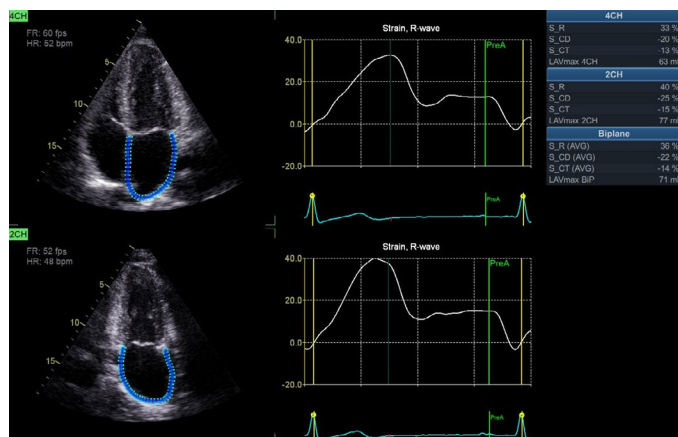 4CH
FR: 60 fps
HR: 52 bpm
5
10
15
Strain, R-wave
PreA
40.0
20.0
0.0
-20.0
PreA
4CH
S_R 33 %
S_CD -20 %
S_CT -13 %
LAVmax 4CH 63 ml
2CH
S_R 40 %
S_CD -25 %
S_CT -15 %
LAVmax 2CH 77 ml
Biplane
S_R (AVG) 36 %
S_CD (AVG) -22 %
S_CT (AVG) -14 %
LAVmax BiP 71 ml
2CH
FR: 52 fps
HR: 48 bpm
5
10
15
Strain, R-wave
PreA
40.0
20.0
0.0
-20.0
PreA